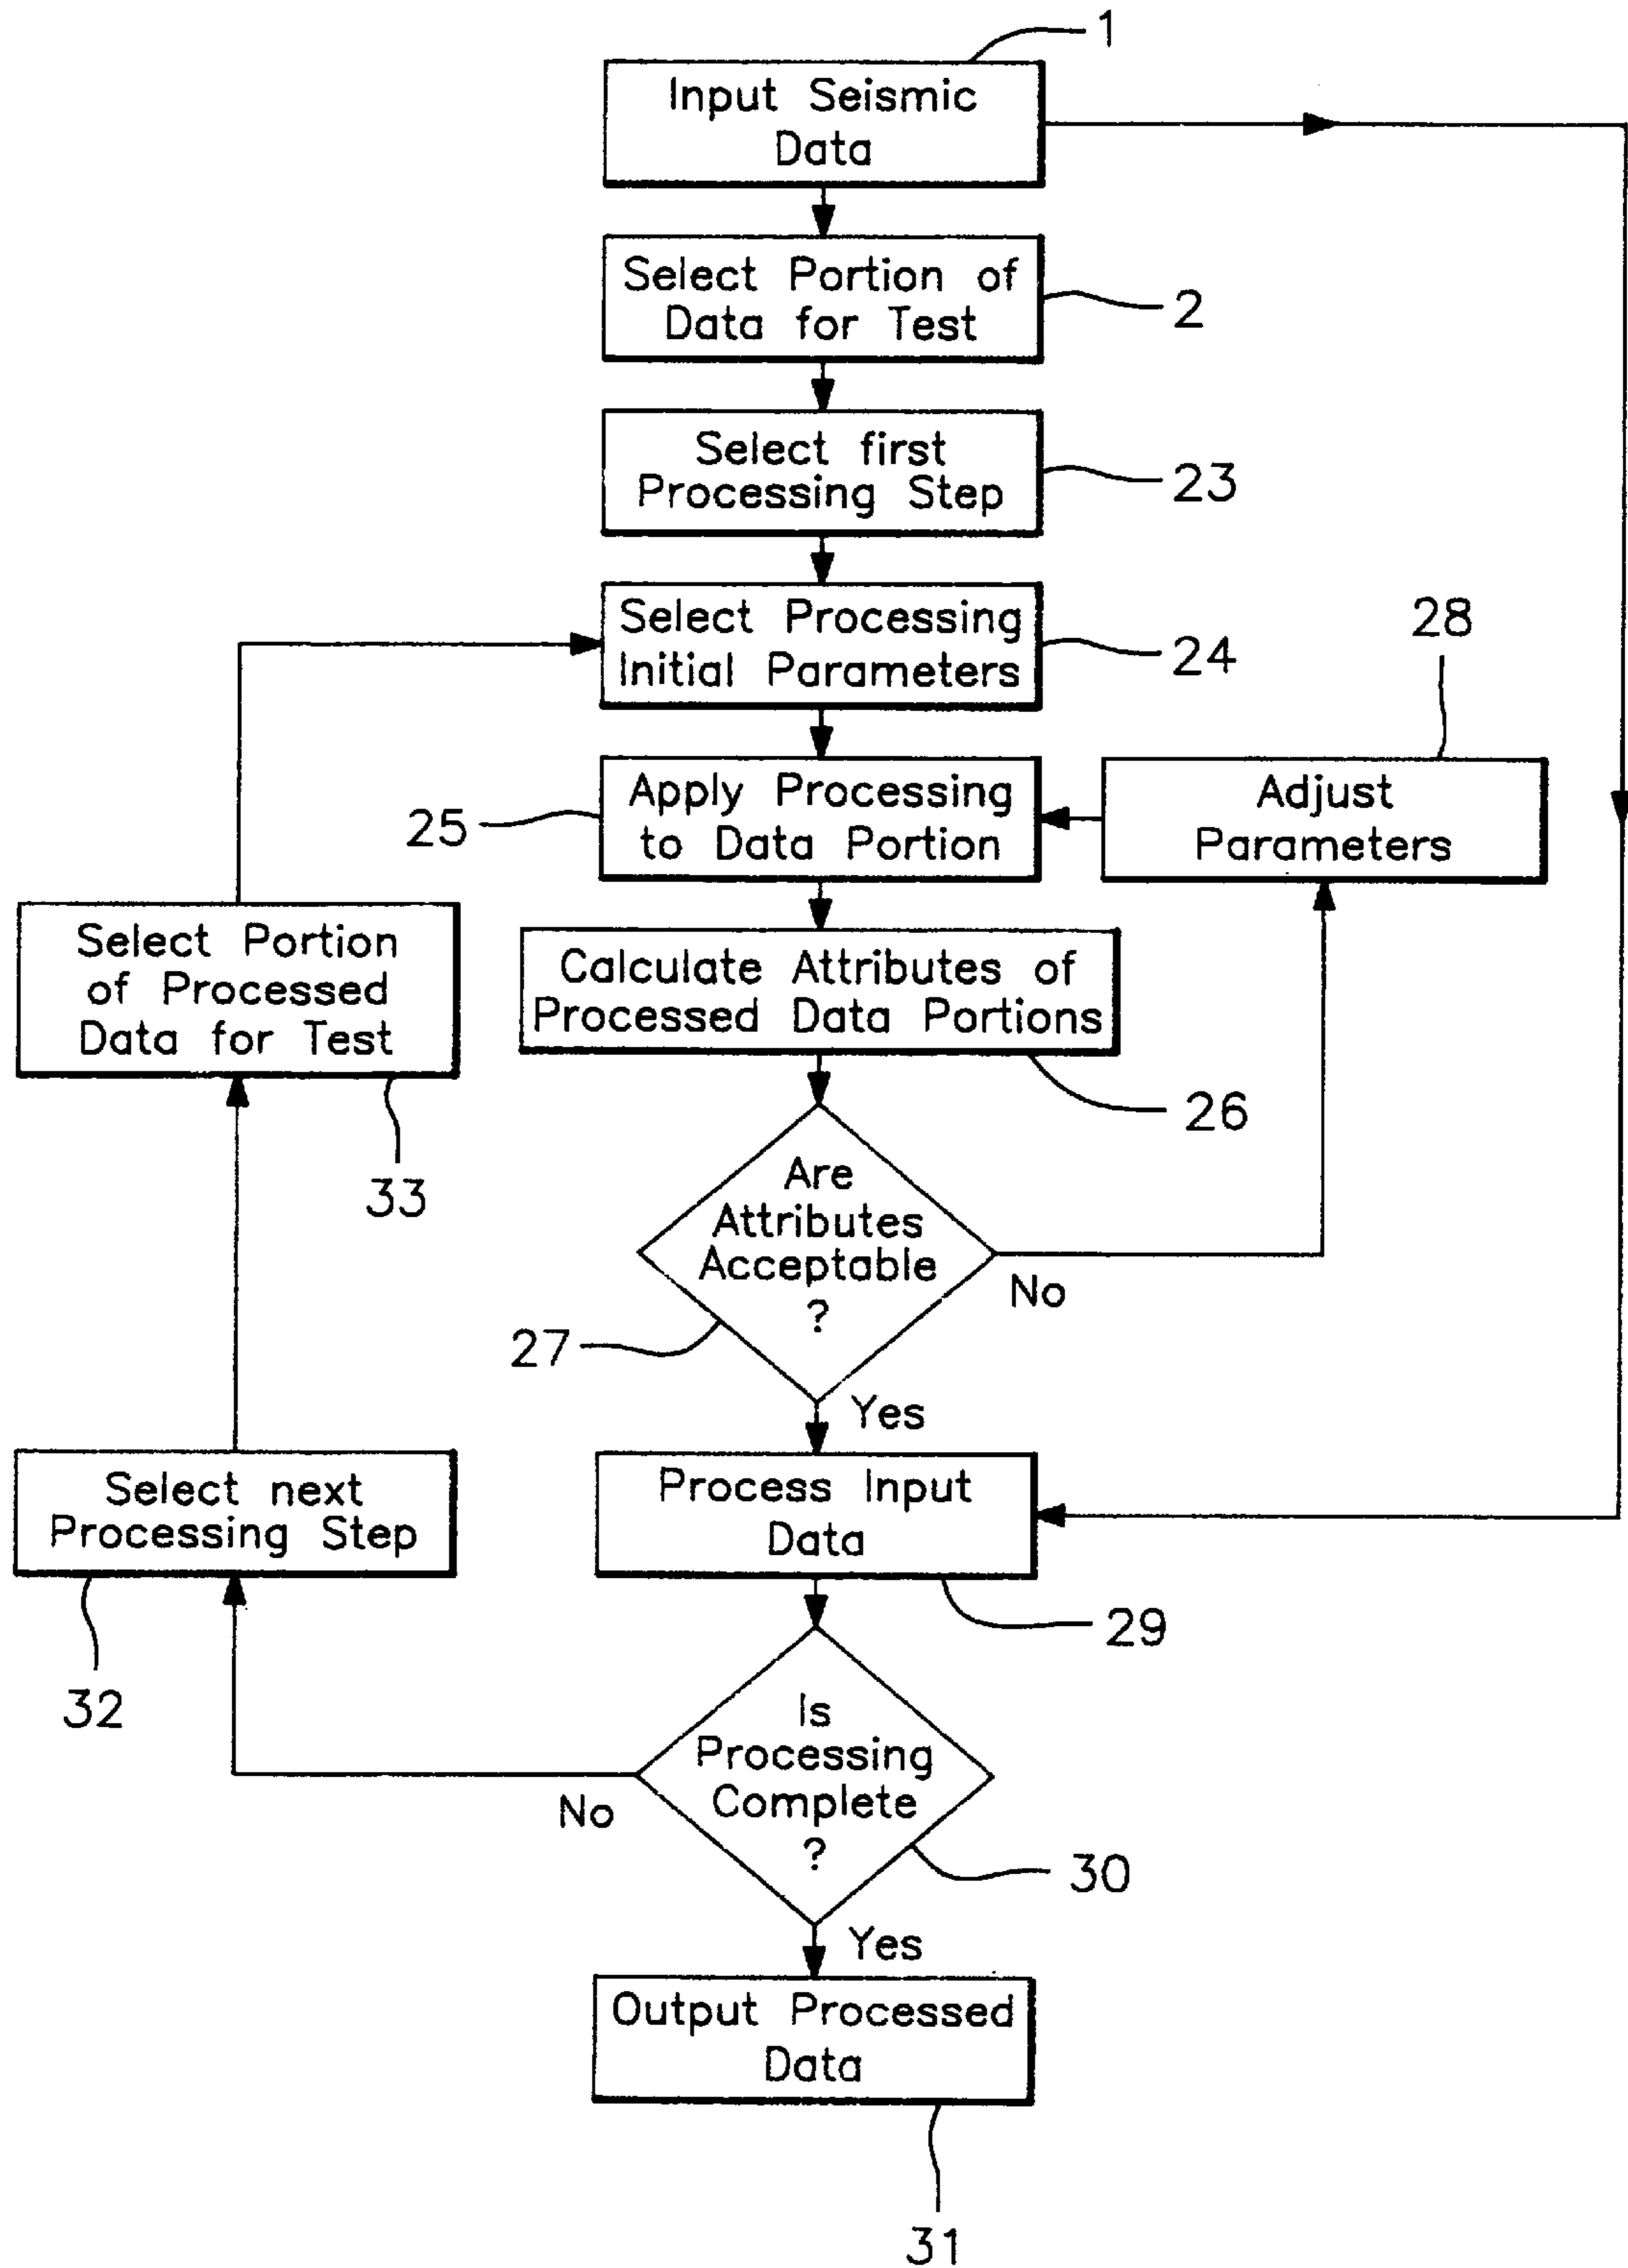 1
Input Seismic
Data
Select Portion of
Data for Test
2
Select first
Processing Step
23
Select Processing
Initial Parameters
24
28
Apply Processing
to Data Portion
25
Adjust
Parameters
Select Portion
of Processed
Data for Test
33
Calculate Attributes of
Processed Data Portions
26
Are
Attributes
Acceptable
?
No
27
Yes
Select next
Processing Step
32
Process Input
Data
29
Is
Processing
Complete
?
No
30
Yes
Output Processed
Data
31